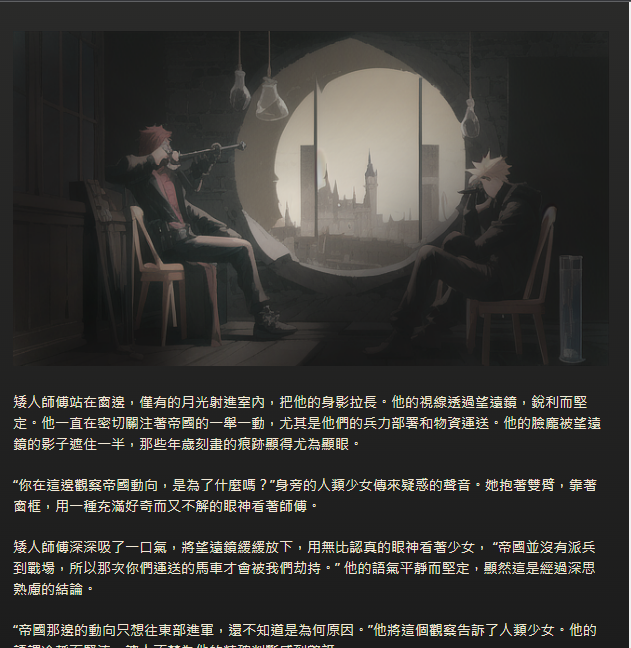 矮人師傅站在窗邊，僅有的月光射進室內，把他的身影拉長。他的視線透過望遠鏡，銳利而堅
定。他一直在密切關注著帝國的一舉一動，尤其是他們的兵力部署和物資運送。他的臉龐被望遠
鏡的影子遮住一半，那些年歲刻畫的痕跡顯得尤為顯眼。
“你在這邊觀察帝國動向，是為了什麼嗎？”身旁的人類少女傳來疑惑的聲音。她抱著雙臂，靠著
窗框，用一種充滿好奇而又不解的眼神看著師傅。
矮人師傅深深吸了一口氣，將望遠鏡緩緩放下，用無比認真的眼神看著少女， “帝國並沒有派兵
到戰場，所以那次你們運送的馬車才會被我們劫持。” 他的語氣平靜而堅定，顯然這是經過深思
熟慮的結論。
“帝國那邊的動向只想往東部進軍，還不知道是為何原因。”他將這個觀察告訴了人類少女。他的